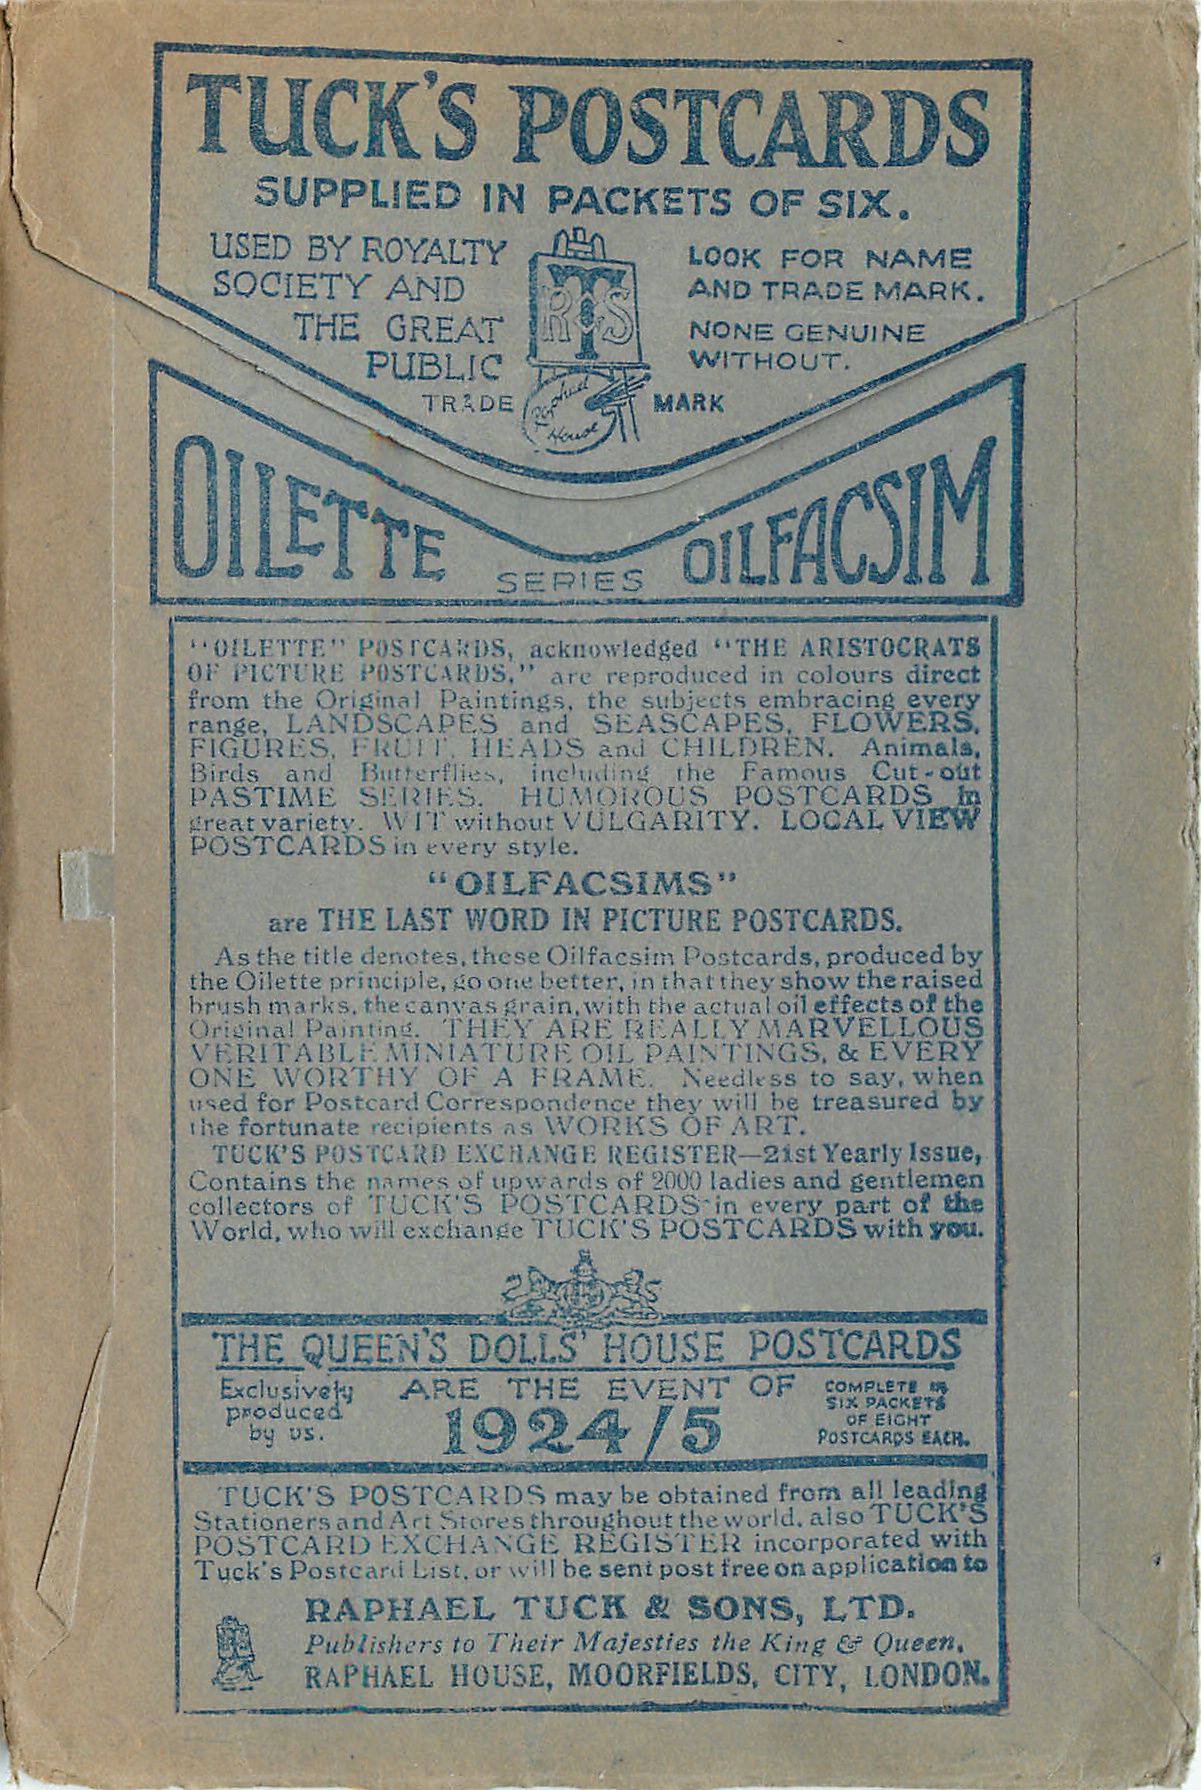 TUCK'S POSTCARDS
SUPPLIED IN PACKETS OF SIX.
USED BY ROYALTY
SOCIETY AND
THE GREAT
PUBLIC
RTS
LOOK FOR NAME
AND TRADE MARK.
NONE GENUINE
WITHOUT.
TRADE
Raphael
House
MARK
OILETTE
SERIES
OILFACSIM
"OILETTE" POSTCARDS, acknowledged "THE ARISTOCRATS
OF PICTURE POSTCARDS," are reproduced in colours direct
from the Original Paintings, the subjects embracing every
range, LANDSCAPES and SEASCAPES, FLOWERS,
FIGURES, FRUIT, HEADS and CHILDREN. Animals,
Birds and Butterflies, including the Famous Cut-out
PASTIME SERIES. HUMOROUS POSTCARDS in
great variety. WIT without VULGARITY. LOCAL VIEW
POSTCARDS in every style.
"OILFACSIMS"
are THE LAST WORD IN PICTURE POSTCARDS.
As the title denotes, these Oilfacsim Postcards, produced by
the Oilette principle, go one better, in that they show the raised
brush marks, the canvas grain, with the actual oil effects of the
Original Painting. THEY ARE REALLY MARVELLOUS
VERITABLE MINIATURE OIL PAINTINGS, & EVERY
ONE WORTHY OF A FRAME. Needless to say, when
used for Postcard Correspondence they will be treasured by
the fortunate recipients as WORKS OF ART.
TUCK'S POSTCARD EXCHANGE REGISTER—21st Yearly Issue,
Contains the names of upwards of 2000 ladies and gentlemen
collectors of TUCK'S POSTCARDS in every part of the
World, who will exchange TUCK'S POSTCARDS with you.
THE QUEEN'S DOLLS' HOUSE POSTCARDS
Exclusively
produced
by us.
ARE THE EVENT OF
1924/5
COMPLETE IN
SIX PACKETS
OF EIGHT
POSTCARDS EACH.
TUCK'S POSTCARDS may be obtained from all leading
Stationers and Art Stores throughout the world, also TUCK'S
POSTCARD EXCHANGE REGISTER incorporated with
Tuck's Postcard List, or will be sent post free on application to
RAPHAEL TUCK & SONS, LTD.
Publishers to Their Majesties the King & Queen,
RAPHAEL HOUSE, MOORFIELDS, CITY, LONDON.